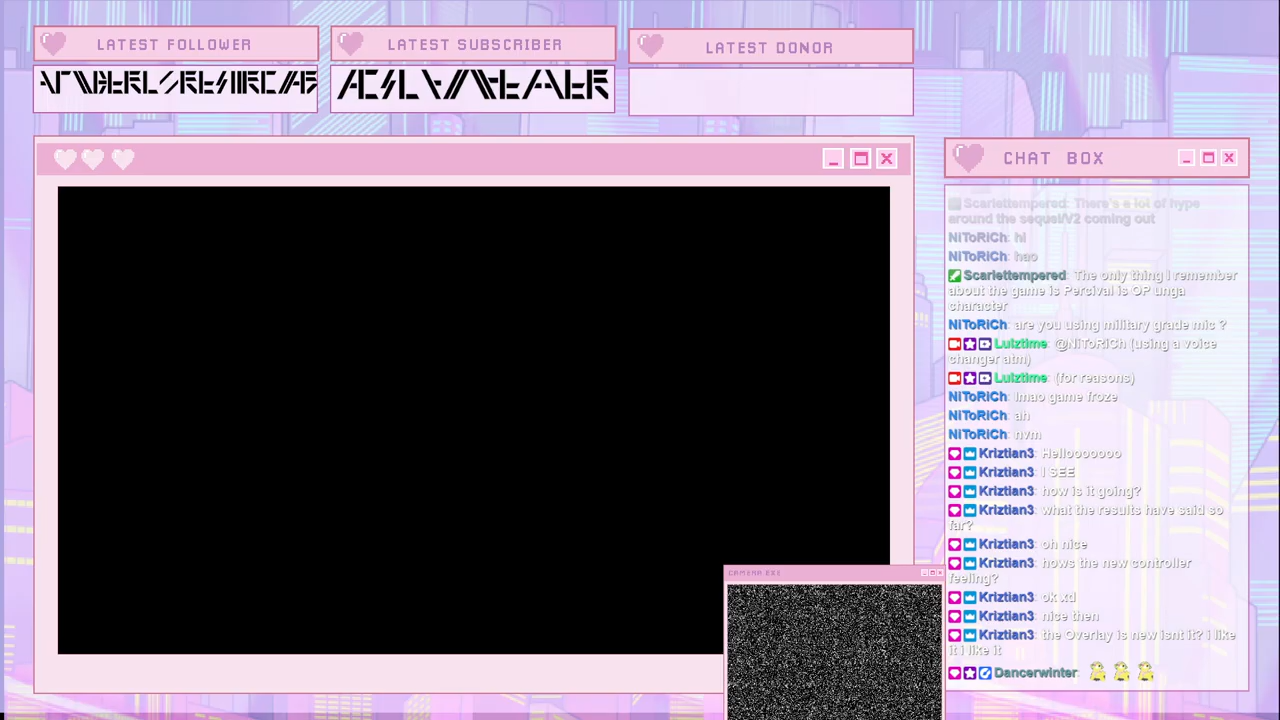 LATEST FOLLOWER
LATEST SUBSCRIBER
LATEST DONOR
CHAT BOX
Scarlettempered: There's a lot of hype
around the sequel/V2 coming out
NiToRiCh: hi
NiToRiCh: hao
Scarlettempered: The only thing I remember
about the game is Percival is OP unga
character
NiToRiCh: are you using military grade mic ?
Lulztime: @NiToRiCh (using a voice
changer atm)
Lulztime: (for reasons)
NiToRiCh: lmao game froze
NiToRiCh: ah
NiToRiCh: nvm
Kriztian3: Hellooooooo
Kriztian3: I SEE
Kriztian3: how is it going?
Kriztian3: what the results have said so
far?
Kriztian3: oh nice
Kriztian3: hows the new controller
feeling?
Kriztian3: ok xd
Kriztian3: nice then
Kriztian3: the Overlay is new isnt it? i like
it i like it
Dancerwinter:
CAMERA.EXE